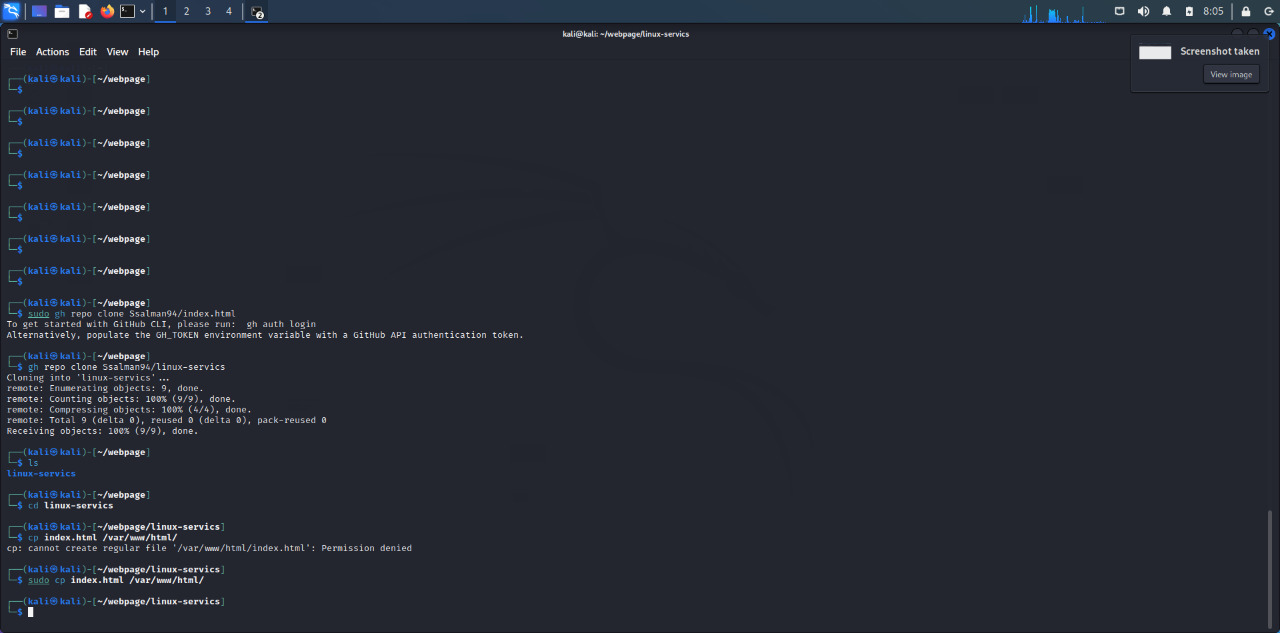 1 2 3 4 2 8:05
kali@kali: ~/webpage/linux-servics
File Actions Edit View Help
Screenshot taken
View image
┌──(kali㉿kali)-[~/webpage]
└─$
┌──(kali㉿kali)-[~/webpage]
└─$
┌──(kali㉿kali)-[~/webpage]
└─$
┌──(kali㉿kali)-[~/webpage]
└─$
┌──(kali㉿kali)-[~/webpage]
└─$
┌──(kali㉿kali)-[~/webpage]
└─$
┌──(kali㉿kali)-[~/webpage]
└─$
┌──(kali㉿kali)-[~/webpage]
└─$ sudo gh repo clone Ssalman94/index.html
To get started with GitHub CLI, please run:  gh auth login
Alternatively, populate the GH_TOKEN environment variable with a GitHub API authentication token.
┌──(kali㉿kali)-[~/webpage]
└─$ gh repo clone Ssalman94/linux-servics
Cloning into 'linux-servics'...
remote: Enumerating objects: 9, done.
remote: Counting objects: 100% (9/9), done.
remote: Compressing objects: 100% (4/4), done.
remote: Total 9 (delta 0), reused 0 (delta 0), pack-reused 0
Receiving objects: 100% (9/9), done.
┌──(kali㉿kali)-[~/webpage]
└─$ ls
linux-servics
┌──(kali㉿kali)-[~/webpage]
└─$ cd linux-servics
┌──(kali㉿kali)-[~/webpage/linux-servics]
└─$ cp index.html /var/www/html/
cp: cannot create regular file '/var/www/html/index.html': Permission denied
┌──(kali㉿kali)-[~/webpage/linux-servics]
└─$ sudo cp index.html /var/www/html/
┌──(kali㉿kali)-[~/webpage/linux-servics]
└─$